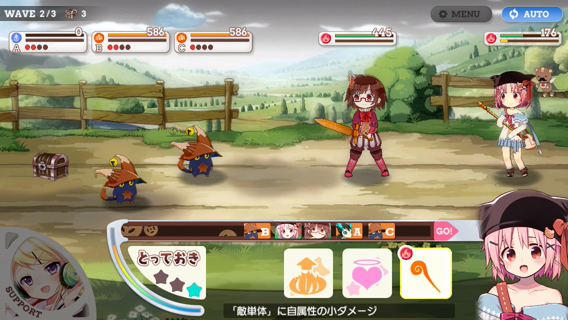 WAVE 2/3 3
MENU
AUTO
0
A
586
B
586
C
445
176
B
A
C
GO!
とっておき
SUPPORT
「敵単体」に自属性の小ダメージ